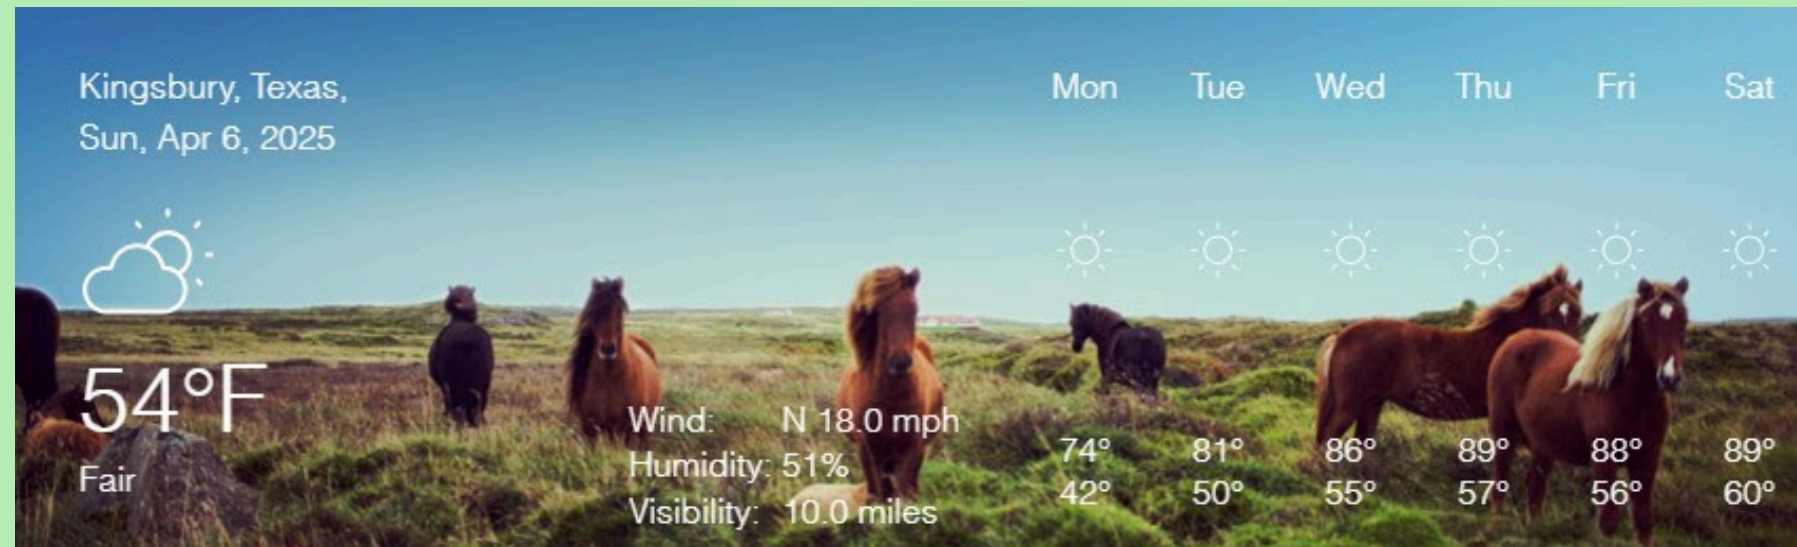 Kingsbury, Texas,
Sun, Apr 6, 2025
54°F
Fair
Wind: N 18.0 mph
Humidity: 51%
Visibility: 10.0 miles
Mon Tue Wed Thu Fri Sat
74° 81° 86° 89° 88° 89°
42° 50° 55° 57° 56° 60°